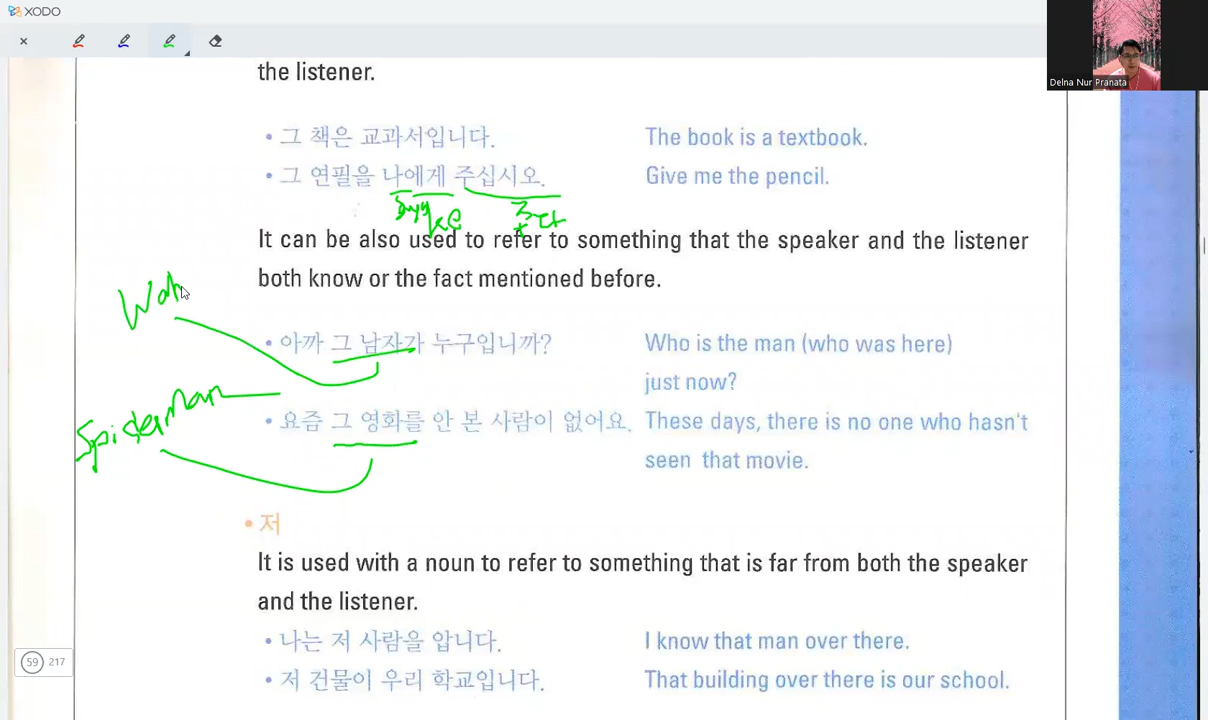 XODO
Delna Nur Pranata
the listener.
• 그 책은 교과서입니다. The book is a textbook.
• 그 연필을 나에게 주십시오. Give me the pencil.
It can be also used to refer to something that the speaker and the listener
both know or the fact mentioned before.
• 아까 그 남자가 누구입니까? Who is the man (who was here)
just now?
Spiderman
• 요즘 그 영화를 안 본 사람이 없어요. These days, there is no one who hasn't
seen that movie.
• 저
It is used with a noun to refer to something that is far from both the speaker
and the listener.
• 나는 저 사람을 압니다. I know that man over there.
• 저 건물이 우리 학교입니다. That building over there is our school.
59 217